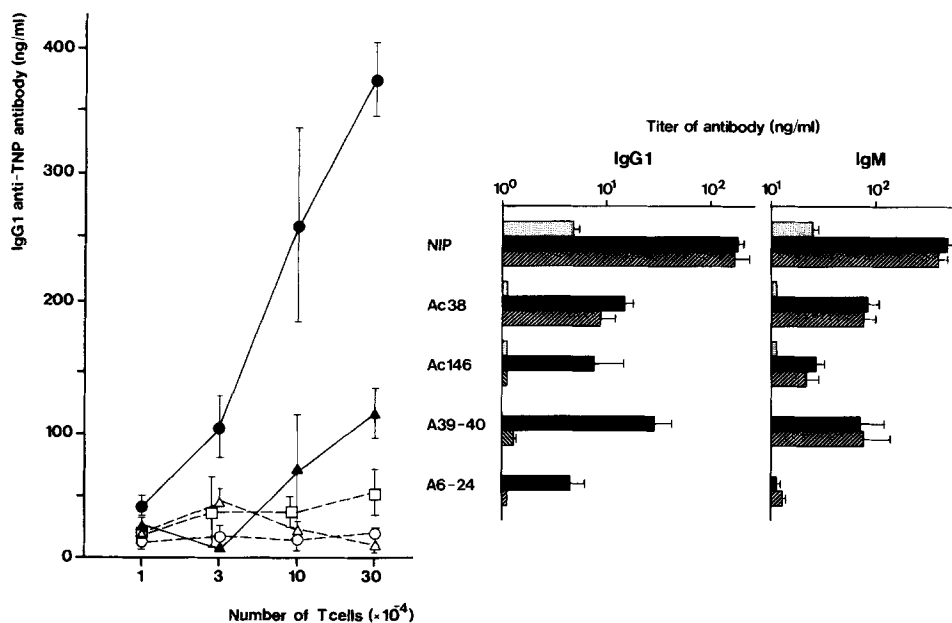 IgG1 anti-TNP antibody (ng/ml)
400
300
200
100
0
1 3 10 30
Number of T cells (×10⁻⁴)
Titer of antibody (ng/ml)
IgG1 IgM
10⁰ 10¹ 10² 10¹ 10²
NIP
Ac38
Ac146
A39-40
A6-24